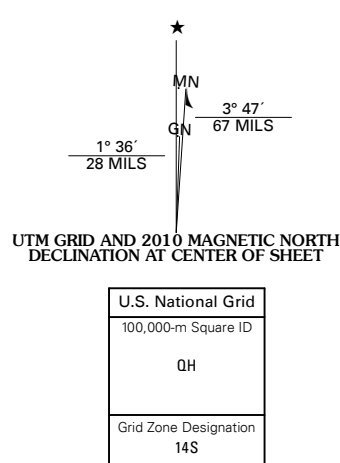 ★
MN
3° 47´
67 MILS
GN
1° 36´
28 MILS
UTM GRID AND 2010 MAGNETIC NORTH
DECLINATION AT CENTER OF SHEET
U.S. National Grid
100,000-m Square ID
QH
Grid Zone Designation
14S